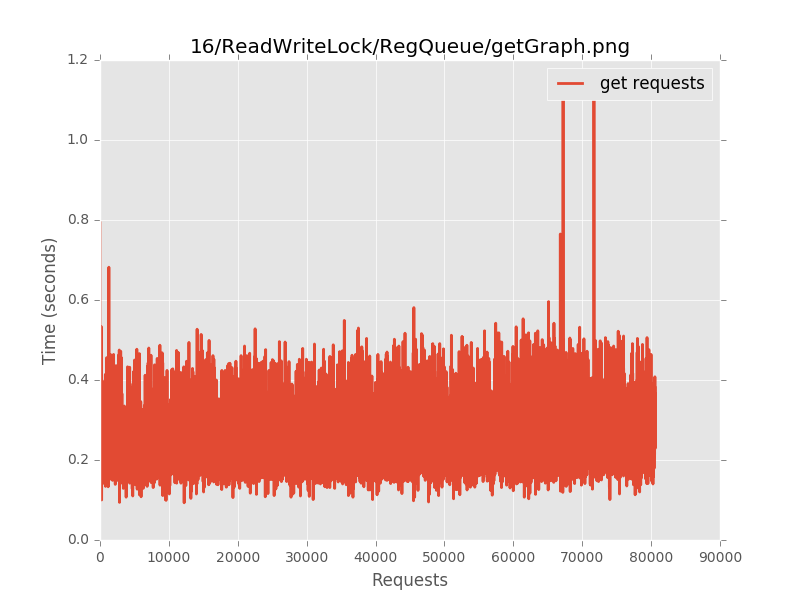 16/ReadWriteLock/RegQueue/getGraph.png
get requests
1.2
1.0
0.8
0.6
0.4
0.2
0.0
Time (seconds)
0 10000 20000 30000 40000 50000 60000 70000 80000 90000
Requests